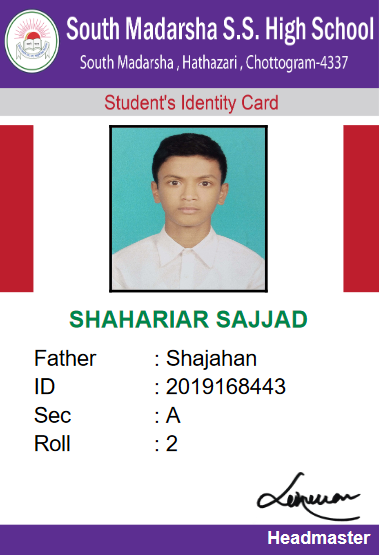 South Madarsha S.S. High School
South Madarsha , Hathazari , Chottogram-4337
Student's Identity Card
SHAHARIAR SAJJAD
Father : Shajahan
ID : 2019168443
Sec : A
Roll : 2
Headmaster